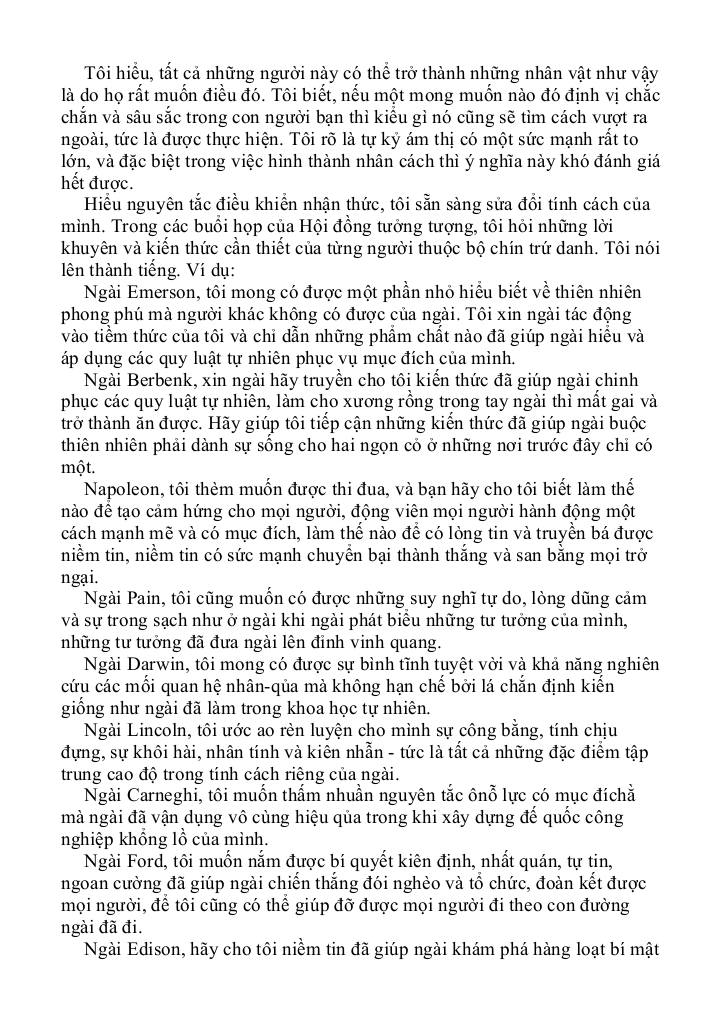 Tôi hiểu, tất cả những người này có thể trở thành những nhân vật như vậy
là do họ rất muốn điều đó. Tôi biết, nếu một mong muốn nào đó định vị chắc
chắn và sâu sắc trong con người bạn thì kiểu gì nó cũng sẽ tìm cách vượt ra
ngoài, tức là được thực hiện. Tôi rõ là tự kỷ ám thị có một sức mạnh rất to
lớn, và đặc biệt trong việc hình thành nhân cách thì ý nghĩa này khó đánh giá
hết được.
Hiểu nguyên tắc điều khiển nhận thức, tôi sẵn sàng sửa đổi tính cách của
mình. Trong các buổi họp của Hội đồng tưởng tượng, tôi hỏi những lời
khuyên và kiến thức cần thiết của từng người thuộc bộ chín trứ danh. Tôi nói
lên thành tiếng. Ví dụ:
Ngài Emerson, tôi mong có được một phần nhỏ hiểu biết về thiên nhiên
phong phú mà người khác không có được của ngài. Tôi xin ngài tác động
vào tiềm thức của tôi và chỉ dẫn những phẩm chất nào đã giúp ngài hiểu và
áp dụng các quy luật tự nhiên phục vụ mục đích của mình.
Ngài Berbenk, xin ngài hãy truyền cho tôi kiến thức đã giúp ngài chinh
phục các quy luật tự nhiên, làm cho xương rồng trong tay ngài thì mất gai và
trở thành ăn được. Hãy giúp tôi tiếp cận những kiến thức đã giúp ngài buộc
thiên nhiên phải dành sự sống cho hai ngọn cỏ ở những nơi trước đây chỉ có
một.
Napoleon, tôi thèm muốn được thi đua, và bạn hãy cho tôi biết làm thế
nào để tạo cảm hứng cho mọi người, động viên mọi người hành động một
cách mạnh mẽ và có mục đích, làm thế nào để có lòng tin và truyền bá được
niềm tin, niềm tin có sức mạnh chuyển bại thành thắng và san bằng mọi trở
ngại.
Ngài Pain, tôi cũng muốn có được những suy nghĩ tự do, lòng dũng cảm
và sự trong sạch như ở ngài khi ngài phát biểu những tư tưởng của mình,
những tư tưởng đã đưa ngài lên đỉnh vinh quang.
Ngài Darwin, tôi mong có được sự bình tĩnh tuyệt vời và khả năng nghiên
cứu các mối quan hệ nhân-qủa mà không hạn chế bởi lá chắn định kiến
giống như ngài đã làm trong khoa học tự nhiên.
Ngài Lincoln, tôi ước ao rèn luyện cho mình sự công bằng, tính chịu
đựng, sự khôi hài, nhân tính và kiên nhẫn - tức là tất cả những đặc điểm tập
trung cao độ trong tính cách riêng của ngài.
Ngài Carneghi, tôi muốn thấm nhuần nguyên tắc ônỗ lực có mục đíchằ
mà ngài đã vận dụng vô cùng hiệu qủa trong khi xây dựng đế quốc công
nghiệp khổng lồ của mình.
Ngài Ford, tôi muốn nắm được bí quyết kiên định, nhất quán, tự tin,
ngoan cường đã giúp ngài chiến thắng đói nghèo và tổ chức, đoàn kết được
mọi người, để tôi cũng có thể giúp đỡ được mọi người đi theo con đường
ngài đã đi.
Ngài Edison, hãy cho tôi niềm tin đã giúp ngài khám phá hàng loạt bí mật